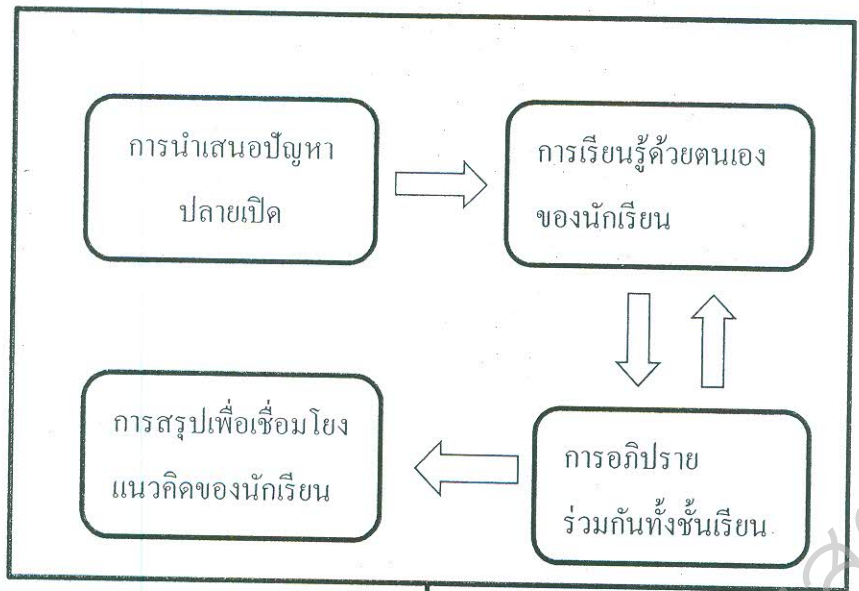 การนำเสนอปัญหา
ปลายเปิด
การเรียนรู้ด้วยตนเอง
ของนักเรียน
การอภิปราย
ร่วมกันทั้งชั้นเรียน
การสรุปเพื่อเชื่อมโยง
แนวคิดของนักเรียน